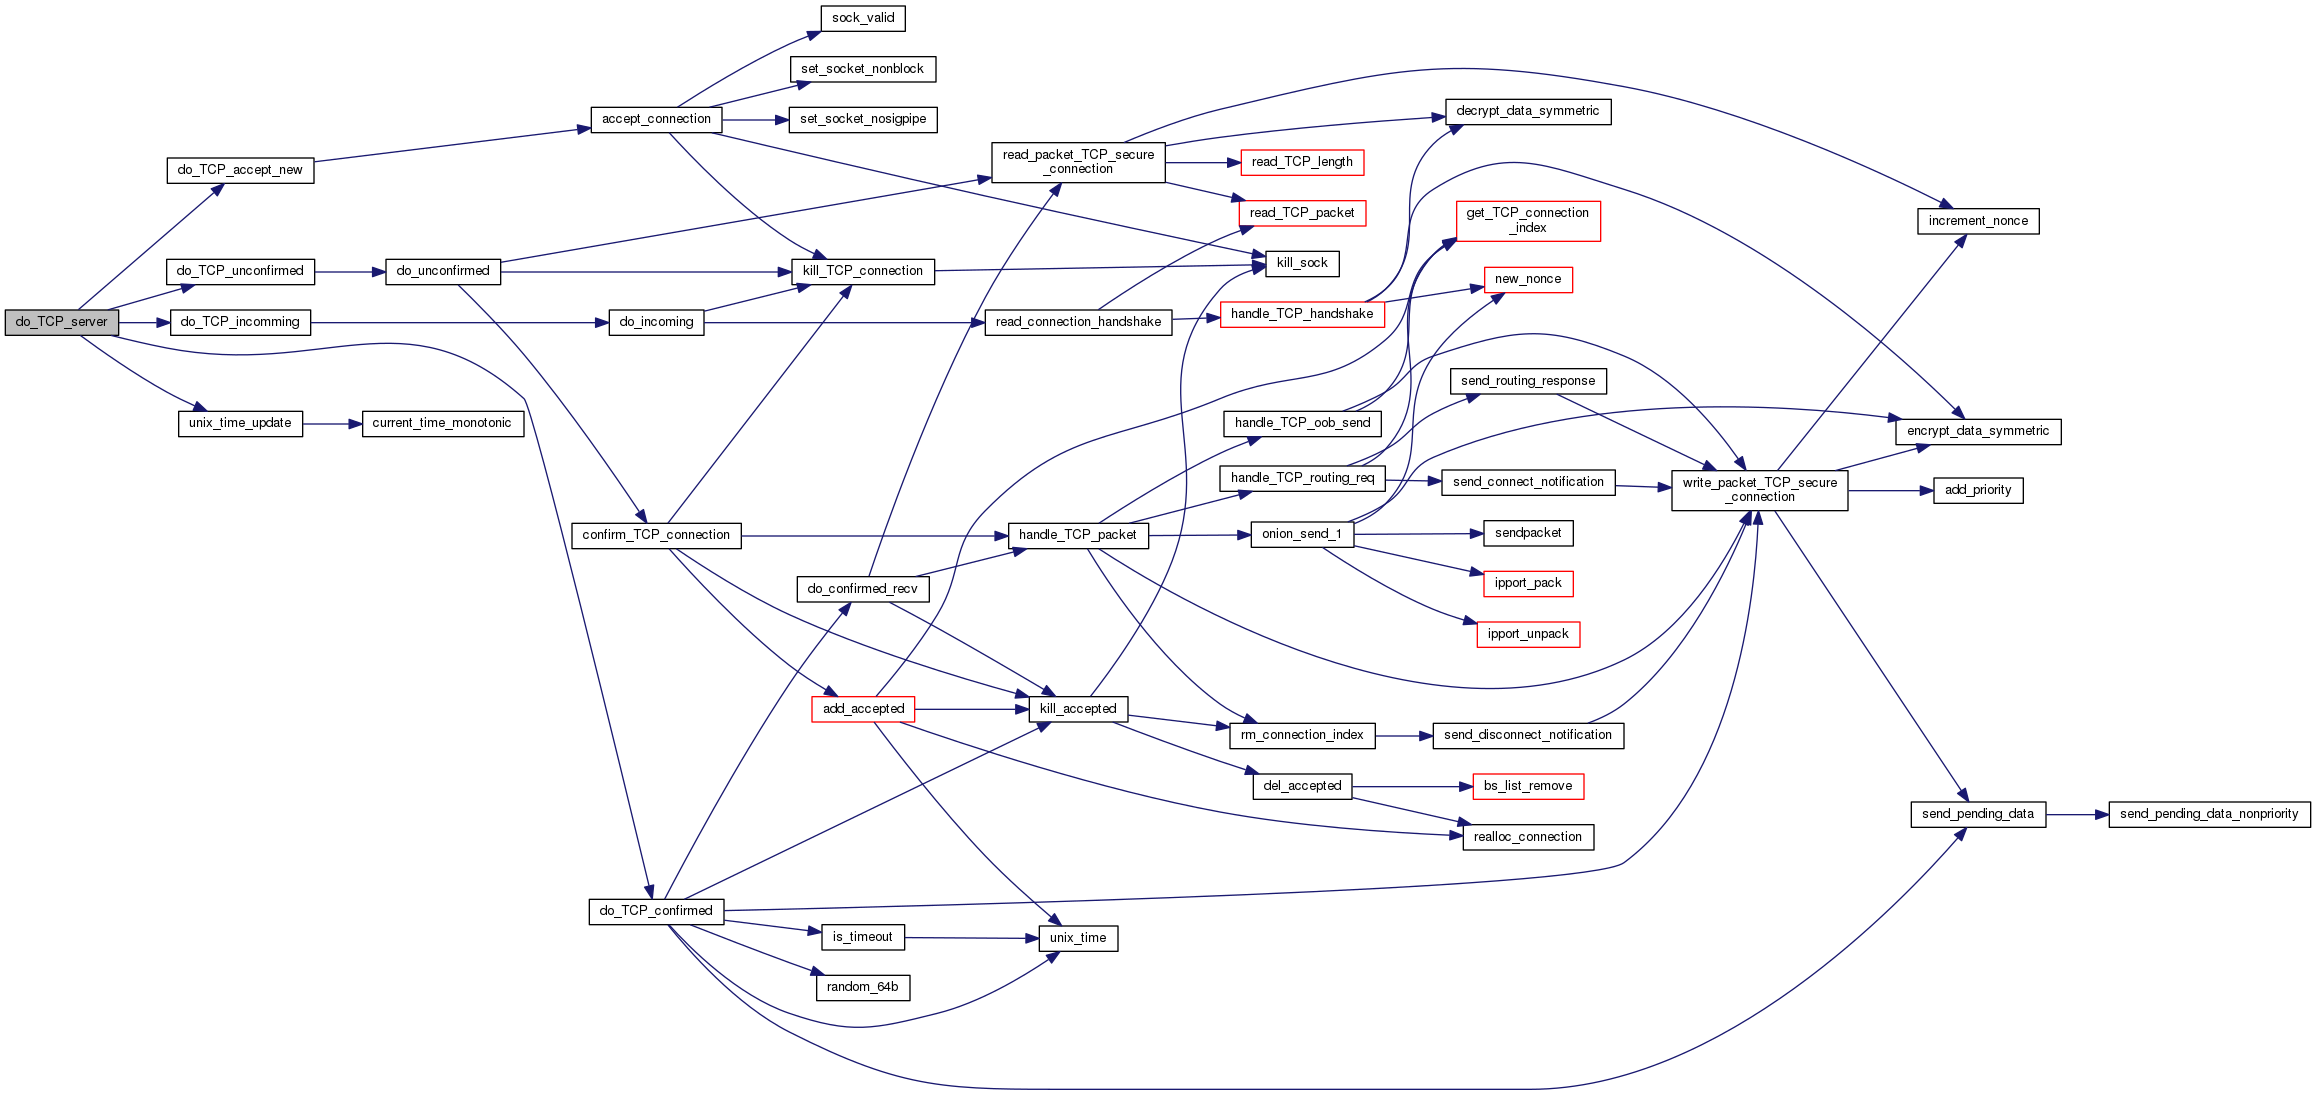 sock_valid
set_socket_nonblock
accept_connection
set_socket_nosigpipe
decrypt_data_symmetric
do_TCP_accept_new
read_packet_TCP_secure
_connection
read_TCP_length
read_TCP_packet
get_TCP_connection
_index
increment_nonce
do_TCP_unconfirmed
do_unconfirmed
kill_TCP_connection
kill_sock
new_nonce
do_TCP_server
do_TCP_incomming
do_incoming
read_connection_handshake
handle_TCP_handshake
send_routing_response
unix_time_update
current_time_monotonic
handle_TCP_oob_send
encrypt_data_symmetric
handle_TCP_routing_req
send_connect_notification
write_packet_TCP_secure
_connection
add_priority
confirm_TCP_connection
handle_TCP_packet
onion_send_1
sendpacket
do_confirmed_recv
ipport_pack
ipport_unpack
add_accepted
kill_accepted
rm_connection_index
send_disconnect_notification
del_accepted
bs_list_remove
realloc_connection
send_pending_data
send_pending_data_nonpriority
do_TCP_confirmed
is_timeout
unix_time
random_64b